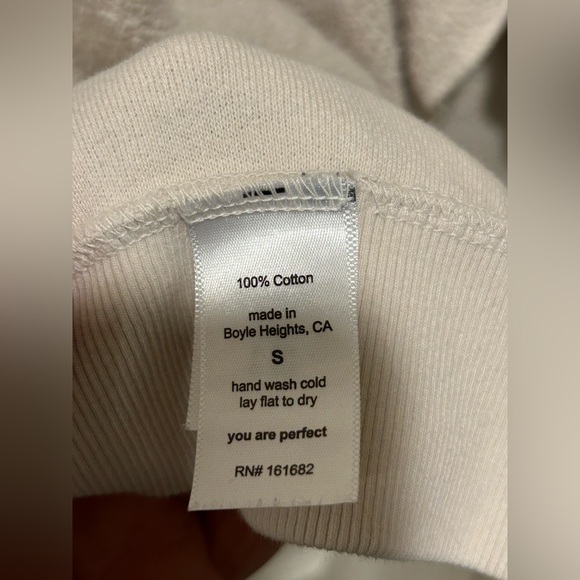 100% Cotton
made in
Boyle Heights, CA
S
hand wash cold
lay flat to dry
you are perfect
RN# 161682